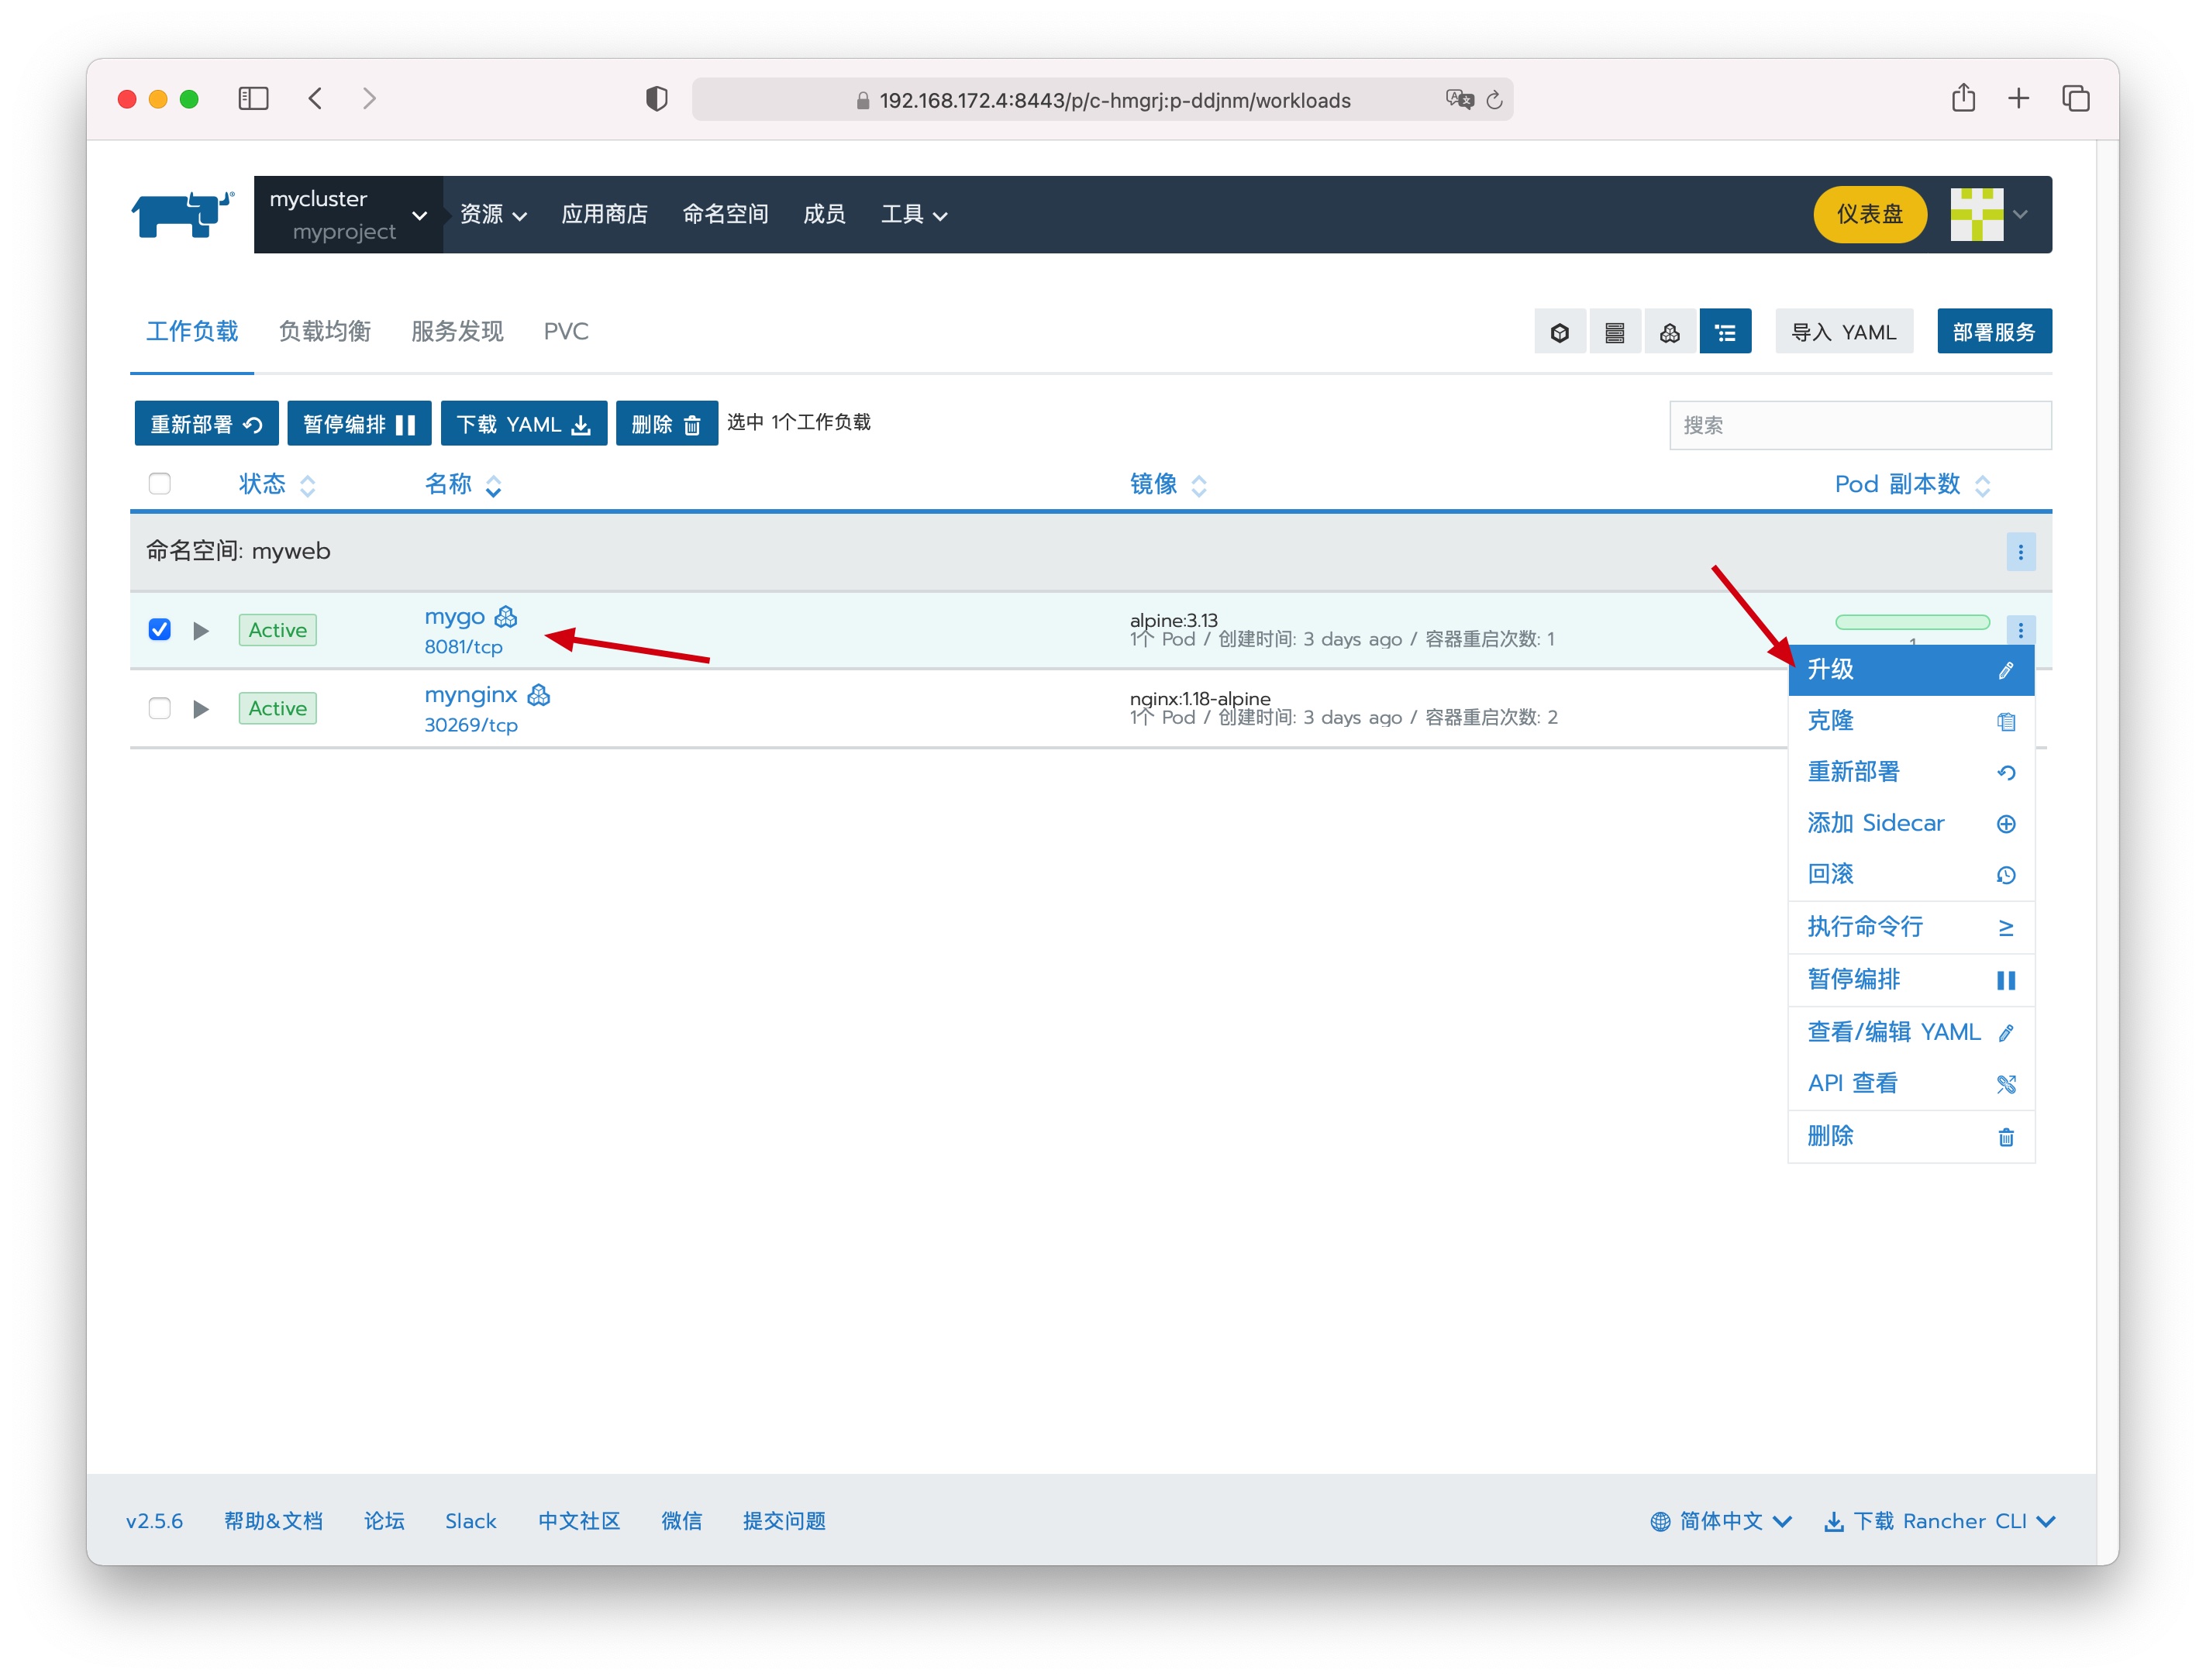 192.168.172.4:8443/p/c-hmgrj:p-ddjnm/workloads
mycluster
myproject
资源 应用商店 命名空间 成员 工具
仪表盘
工作负载 负载均衡 服务发现 PVC
导入 YAML 部署服务
重新部署 暂停编排 下载 YAML 删除 选中 1个工作负载
搜索
状态 名称 镜像 Pod 副本数
命名空间: myweb
Active mygo alpine:3.13
8081/tcp 1个 Pod / 创建时间: 3 days ago / 容器重启次数: 1
1
Active mynginx nginx:1.18-alpine
30269/tcp 1个 Pod / 创建时间: 3 days ago / 容器重启次数: 2
升级
克隆
重新部署
添加 Sidecar
回滚
执行命令行
暂停编排
查看/编辑 YAML
API 查看
删除
v2.5.6 帮助&文档 论坛 Slack 中文社区 微信 提交问题 简体中文 下载 Rancher CLI